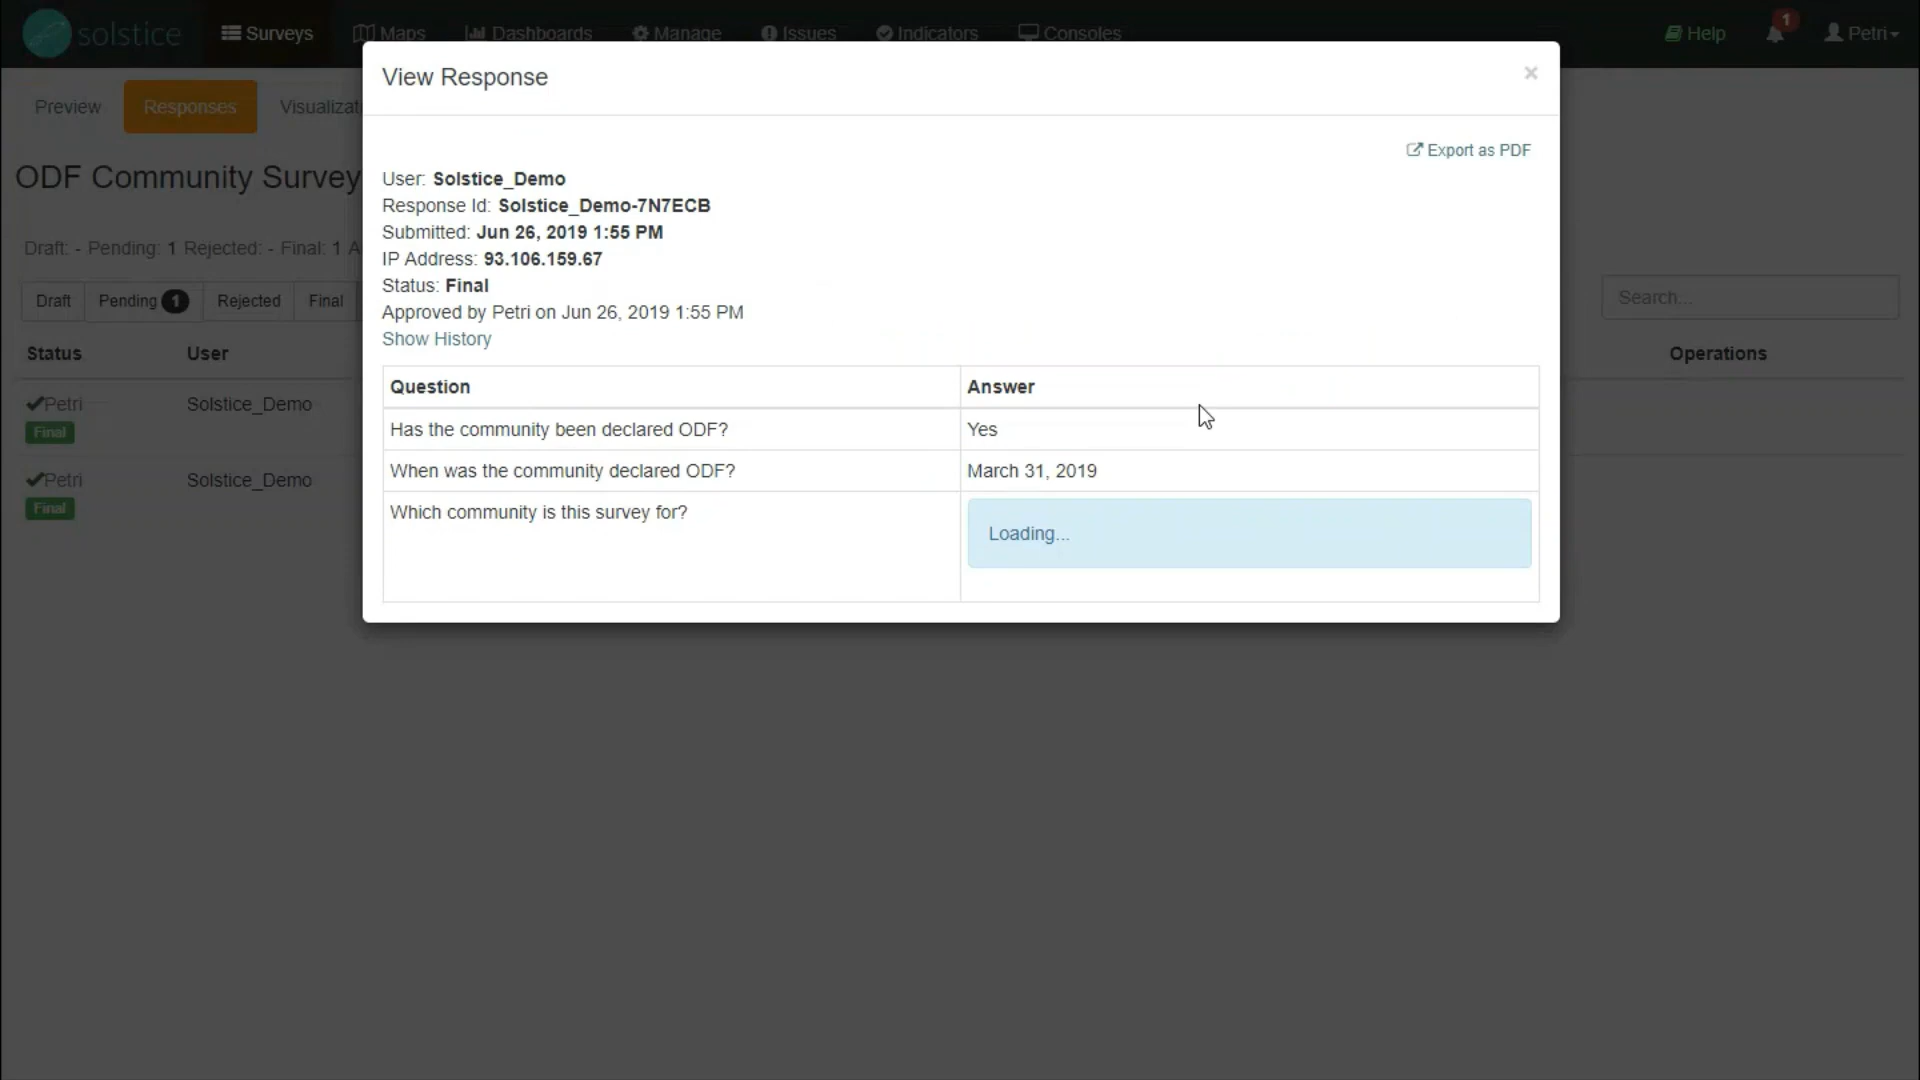 solstice Surveys Maps Dashboards Manage Issues Indicators Consoles Help 1 Petri
Preview Responses Visualizat
ODF Community Survey
Draft: - Pending: 1 Rejected: - Final: 1 A
Draft Pending 1 Rejected Final Search...
Status User Operations
Petri Solstice_Demo
Final
Petri Solstice_Demo
Final
View Response ×
Export as PDF
User: Solstice_Demo
Response Id: Solstice_Demo-7N7ECB
Submitted: Jun 26, 2019 1:55 PM
IP Address: 93.106.159.67
Status: Final
Approved by Petri on Jun 26, 2019 1:55 PM
Show History
Question Answer
Has the community been declared ODF? Yes
When was the community declared ODF? March 31, 2019
Which community is this survey for? Loading...